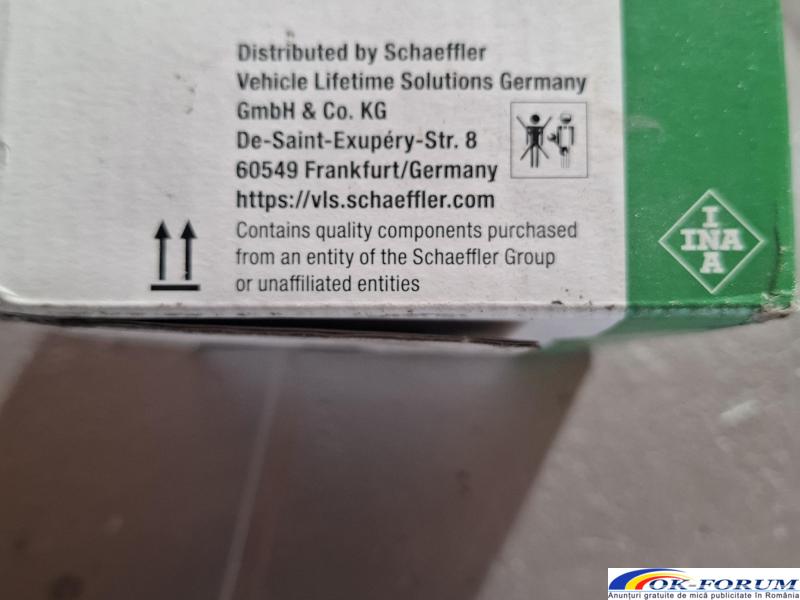 Distributed by Schaeffler
Vehicle Lifetime Solutions Germany
GmbH & Co. KG
De-Saint-Exupéry-Str. 8
60549 Frankfurt/Germany
https://vls.schaeffler.com
Contains quality components purchased
from an entity of the Schaeffler Group
or unaffiliated entities
I
INA
A
OK-FORUM
Anunțuri gratuite de mică publicitate în România